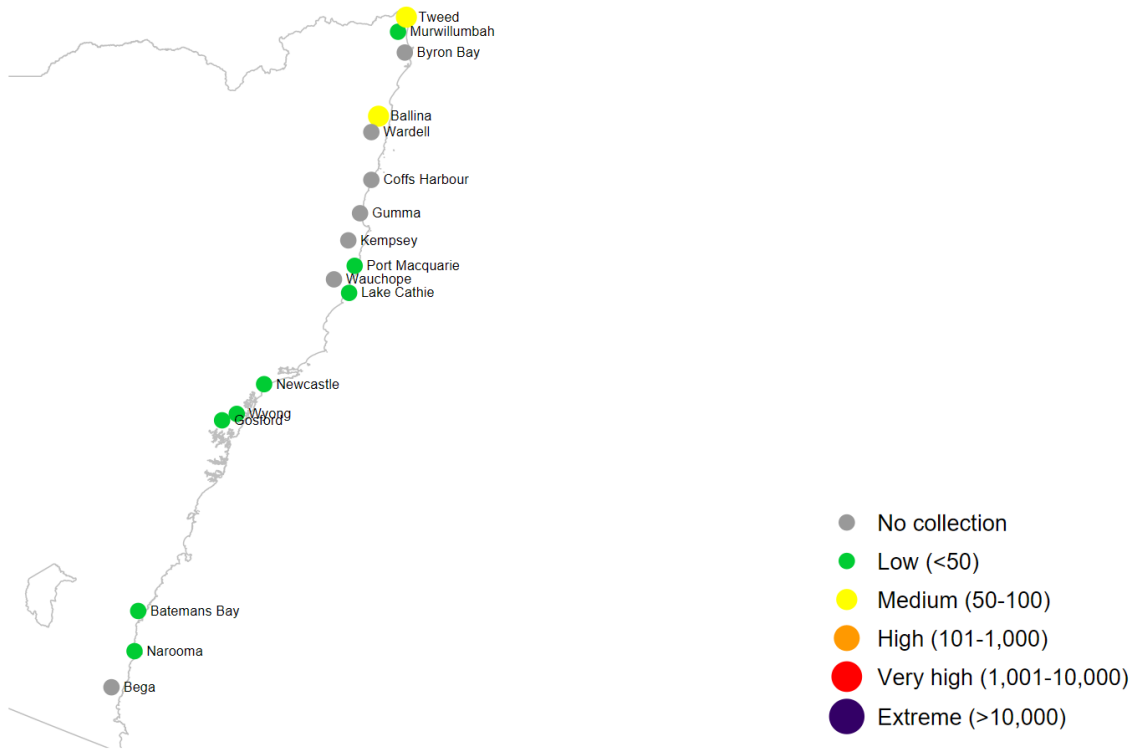 Tweed
Murwillumbah
Byron Bay
Ballina
Wardell
Coffs Harbour
Gumma
Kempsey
Port Macquarie
Wauchope
Lake Cathie
Newcastle
Wyong
Gosford
Batemans Bay
Narooma
Bega
No collection
Low (<50)
Medium (50-100)
High (101-1,000)
Very high (1,001-10,000)
Extreme (>10,000)